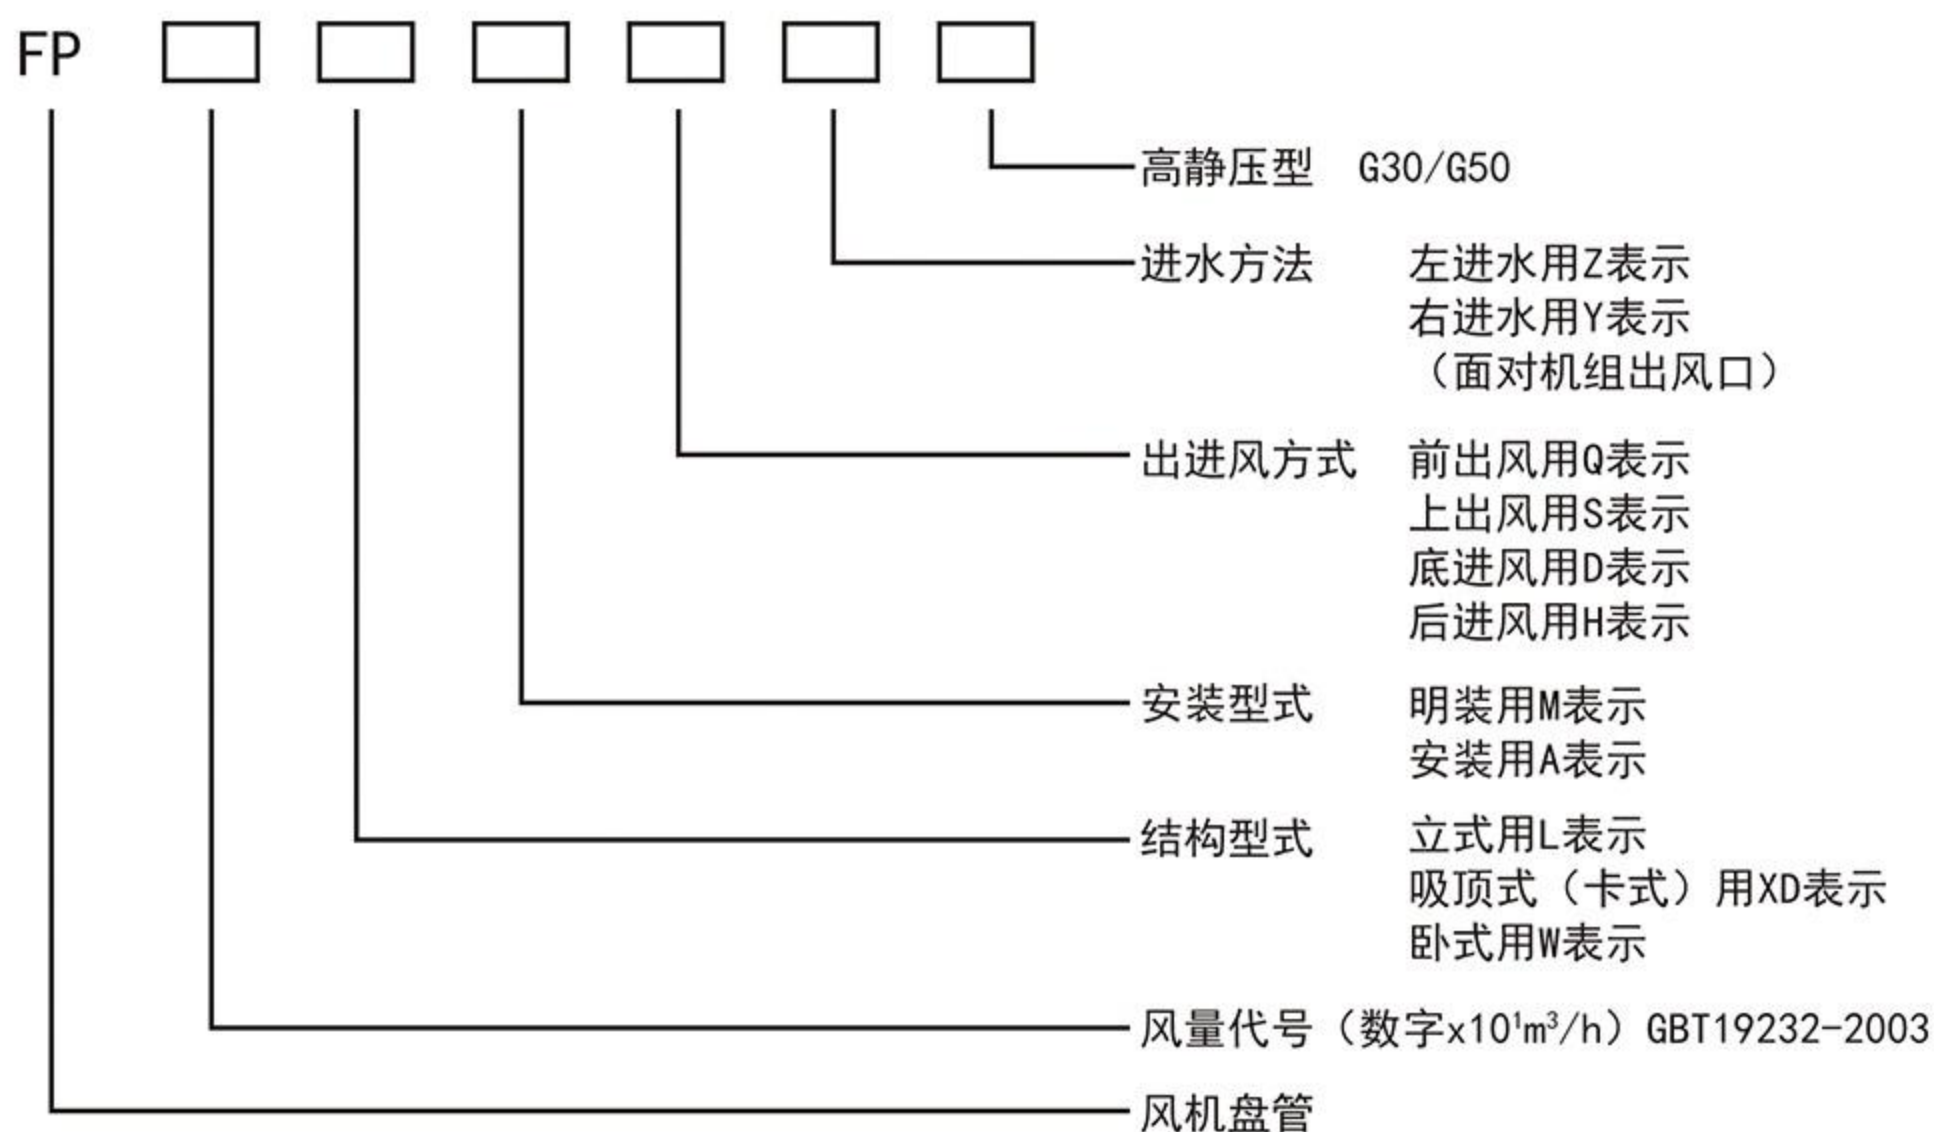 FP
高静压型 G30/G50
进水方法 左进水用Z表示
右进水用Y表示
（面对机组出风口）
出进风方式 前出风用Q表示
上出风用S表示
底进风用D表示
后进风用H表示
安装型式 明装用M表示
安装用A表示
结构型式 立式用L表示
吸顶式（卡式）用XD表示
卧式用W表示
风量代号（数字x10¹m³/h）GBT19232-2003
风机盘管